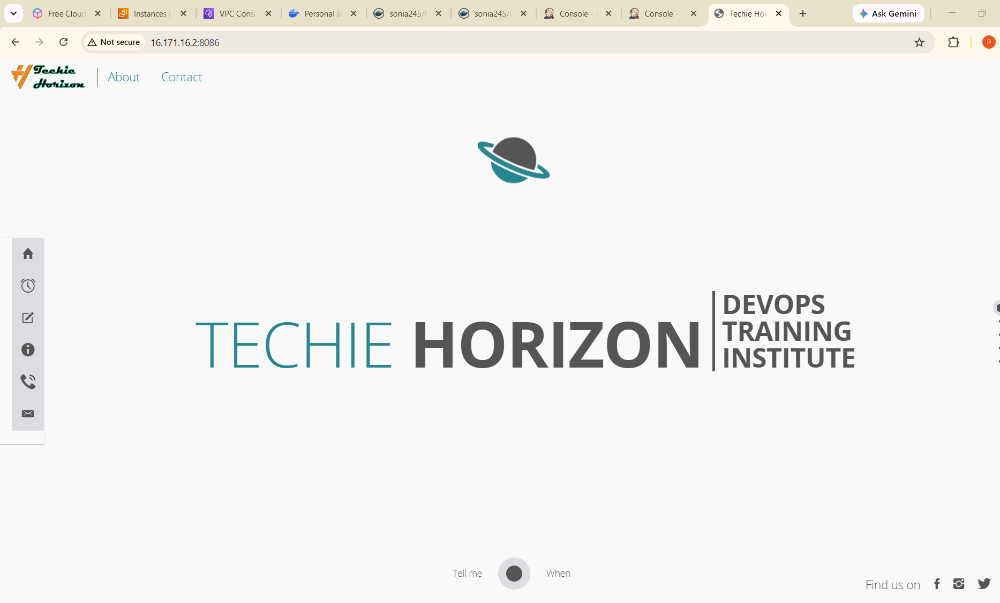 Free Cloud
Instances |
VPC Conso
Personal a
sonia245/f
sonia245/c
Console -
Console -
Techie Hor
Ask Gemini
Not secure
16.171.16.2:8086
P
Techie
Horizon
About
Contact
TECHIE HORIZON
DEVOPS
TRAINING
INSTITUTE
Tell me
When
Find us on